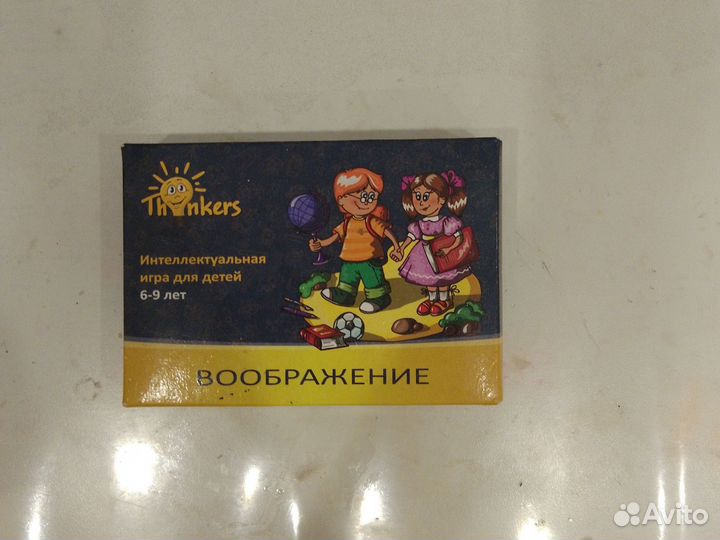 Thinkers
Интеллектуальная
игра для детей
6-9 лет
ВООБРАЖЕНИЕ
Avito